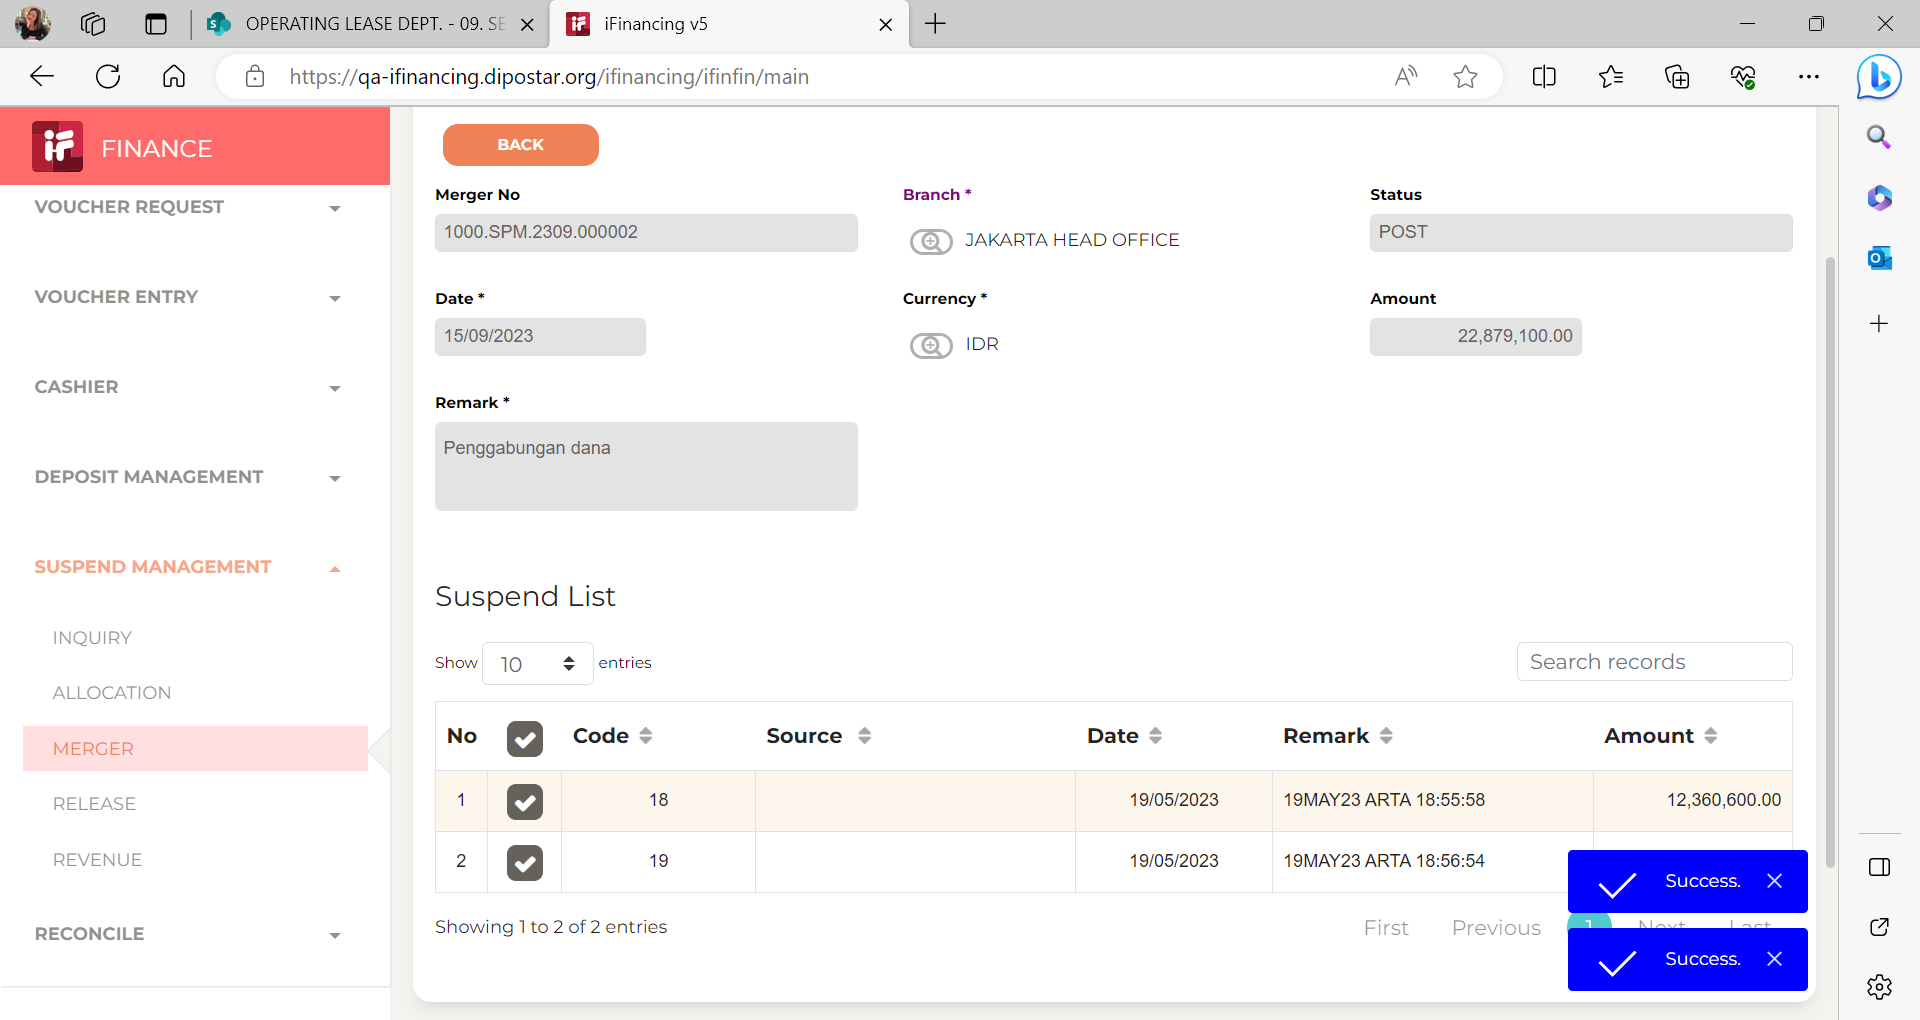 OPERATING LEASE DEPT. - 09. SE
iFinancing v5
https://qa-ifinancing.dipostar.org/ifinancing/ifinfin/main
iF FINANCE
VOUCHER REQUEST
VOUCHER ENTRY
CASHIER
DEPOSIT MANAGEMENT
SUSPEND MANAGEMENT
INQUIRY
ALLOCATION
MERGER
RELEASE
REVENUE
RECONCILE
BACK
Merger No
1000.SPM.2309.000002
Branch *
JAKARTA HEAD OFFICE
Status
POST
Date *
15/09/2023
Currency *
IDR
Amount
22,879,100.00
Remark *
Penggabungan dana
Suspend List
Show 10 entries
Search records
No Code Source Date Remark Amount
1 18 19/05/2023 19MAY23 ARTA 18:55:58 12,360,600.00
2 19 19/05/2023 19MAY23 ARTA 18:56:54
Showing 1 to 2 of 2 entries
First Previous 1 Next Last
Success.
Success.